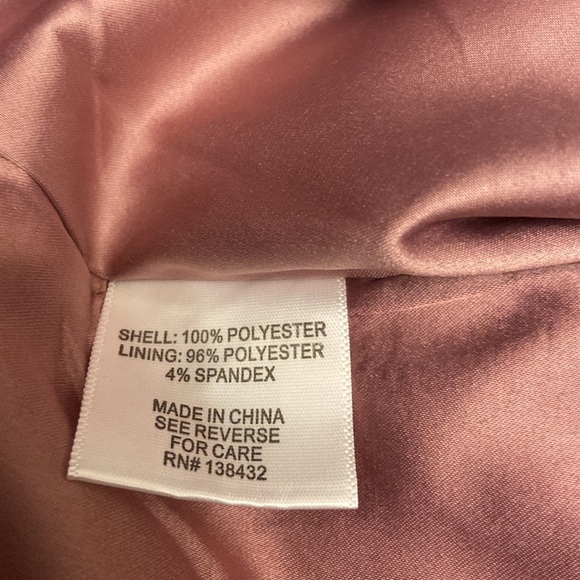 SHELL: 100% POLYESTER
LINING: 96% POLYESTER
4% SPANDEX
MADE IN CHINA
SEE REVERSE
FOR CARE
RN# 138432